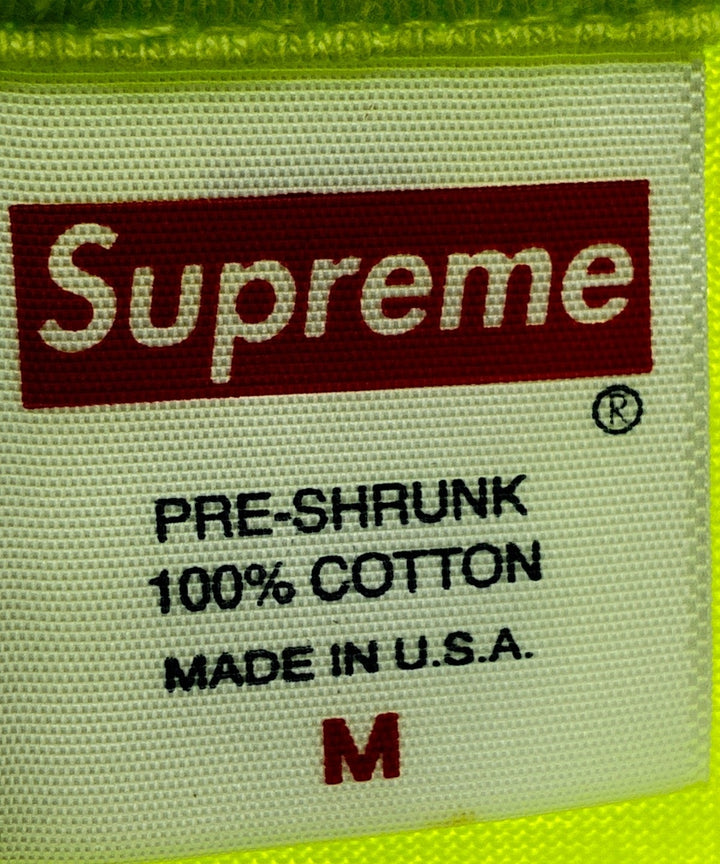 Supreme
®
PRE-SHRUNK
100% COTTON
MADE IN U.S.A.
M